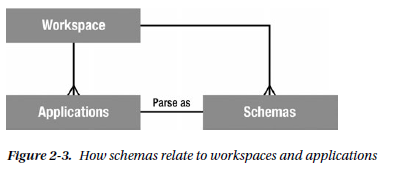 Workspace
Applications
Parse as
Schemas
Figure 2-3. How schemas relate to workspaces and applications